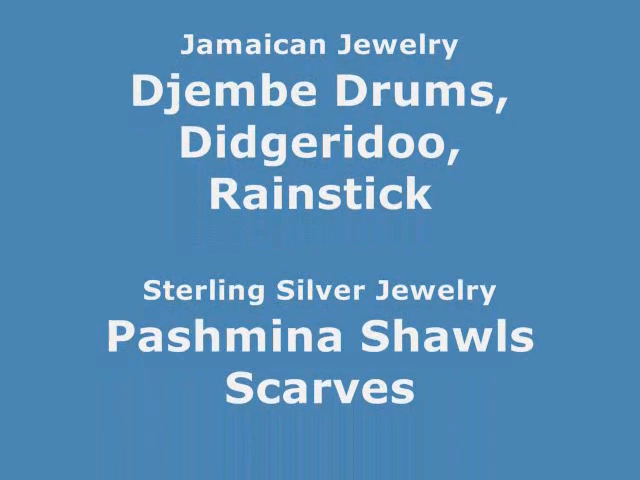 Jamaican Jewelry
Djembe Drums,
Didgeridoo,
Rainstick
Sterling Silver Jewelry
Pashmina Shawls
Scarves